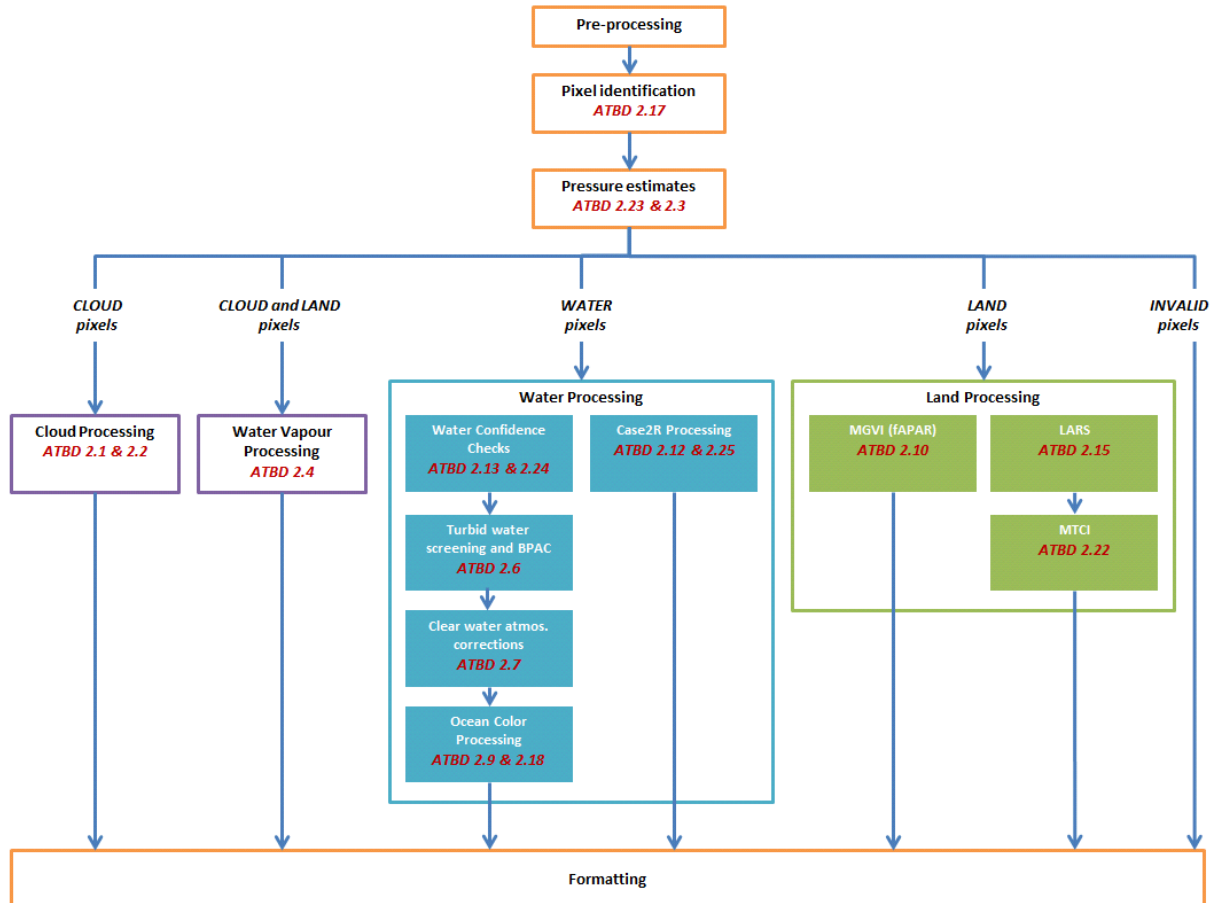 Pre-processing
Pixel identification
ATBD 2.17
Pressure estimates
ATBD 2.23 & 2.3
CLOUD
pixels
CLOUD and LAND
pixels
WATER
pixels
LAND
pixels
INVALID
pixels
Cloud Processing
ATBD 2.1 & 2.2
Water Vapour
Processing
ATBD 2.4
Water Processing
Water Confidence
Checks
ATBD 2.13 & 2.24
Case2R Processing
ATBD 2.12 & 2.25
Turbid water
screening and BPAC
ATBD 2.6
Clear water atmos.
corrections
ATBD 2.7
Ocean Color
Processing
ATBD 2.9 & 2.18
Land Processing
MGVI (fAPAR)
ATBD 2.10
LARS
ATBD 2.15
MTCI
ATBD 2.22
Formatting